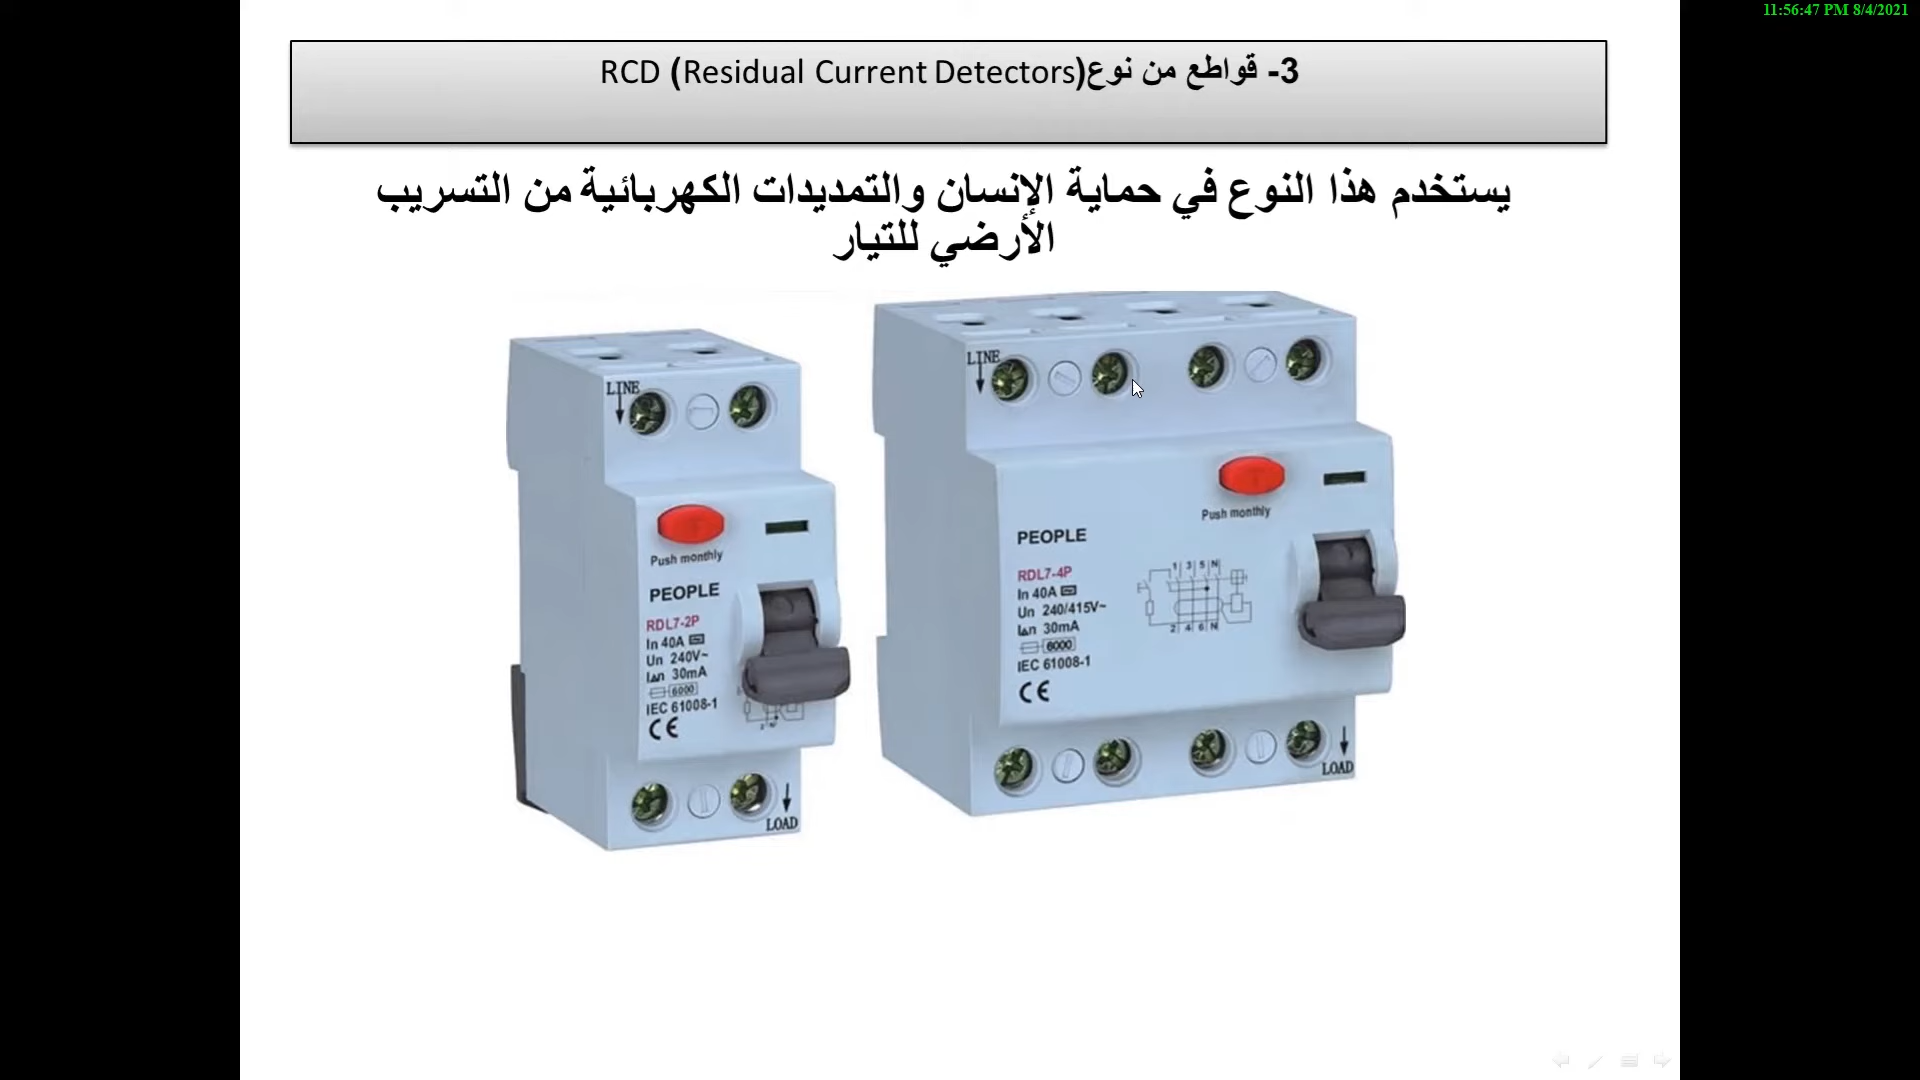 11:56:47 PM 8/4/2021
3- قواطع من نوع RCD (Residual Current Detectors)
يستخدم هذا النوع في حماية الإنسان والتمديدات الكهربائية من التسريب
الأرضي للتيار
LINE
Push monthly
PEOPLE
RDL7-2P
In 40A
Un 240V~
I△n 30mA
6000
IEC 61008-1
CE
LOAD
LINE
Push monthly
PEOPLE
RDL7-4P
In 40A
Un 240/415V~
I△n 30mA
6000
IEC 61008-1
CE
1 3 5 N
2 4 6 N
LOAD